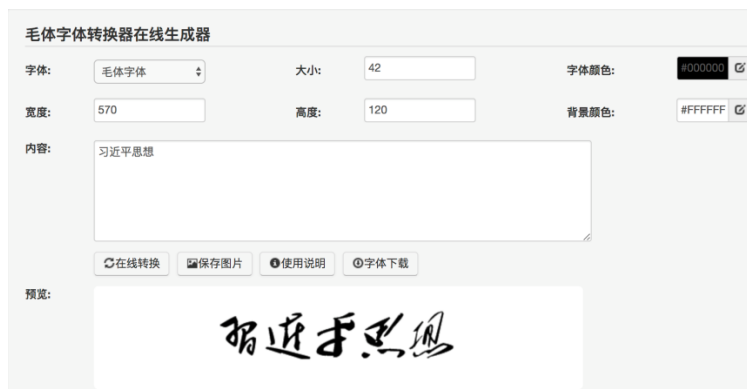 毛体字体转换器在线生成器
字体: 毛体字体 大小: 42 字体颜色: #000000
宽度: 570 高度: 120 背景颜色: #FFFFFF
内容: 习近平思想
在线转换 保存图片 使用说明 字体下载
预览:
習近平思想